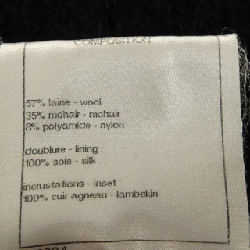 COMPOSITION
57% laine - wool
35% mohair - mohair
8% polyamide - nylon
doublure - lining :
100% soie - silk
incrustations - inset :
100% cuir agneau - lambskin